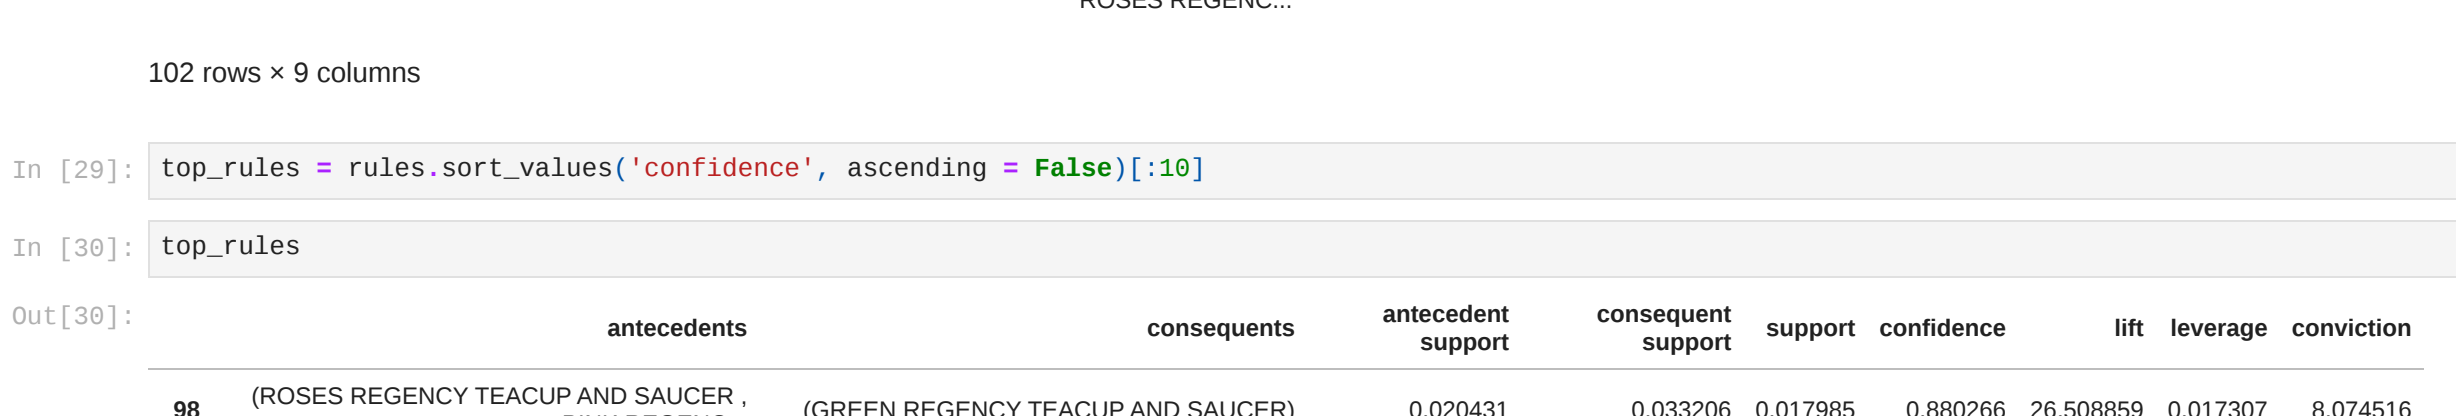 ROSES REGENC...
102 rows × 9 columns
In [29]: top_rules = rules.sort_values('confidence', ascending = False)[:10]
In [30]: top_rules
Out[30]:
antecedents consequents antecedent support consequent support support confidence lift leverage conviction
98 (ROSES REGENCY TEACUP AND SAUCER , (GREEN REGENCY TEACUP AND SAUCER) 0.020431 0.033206 0.017985 0.880266 26.508859 0.017307 8.074516